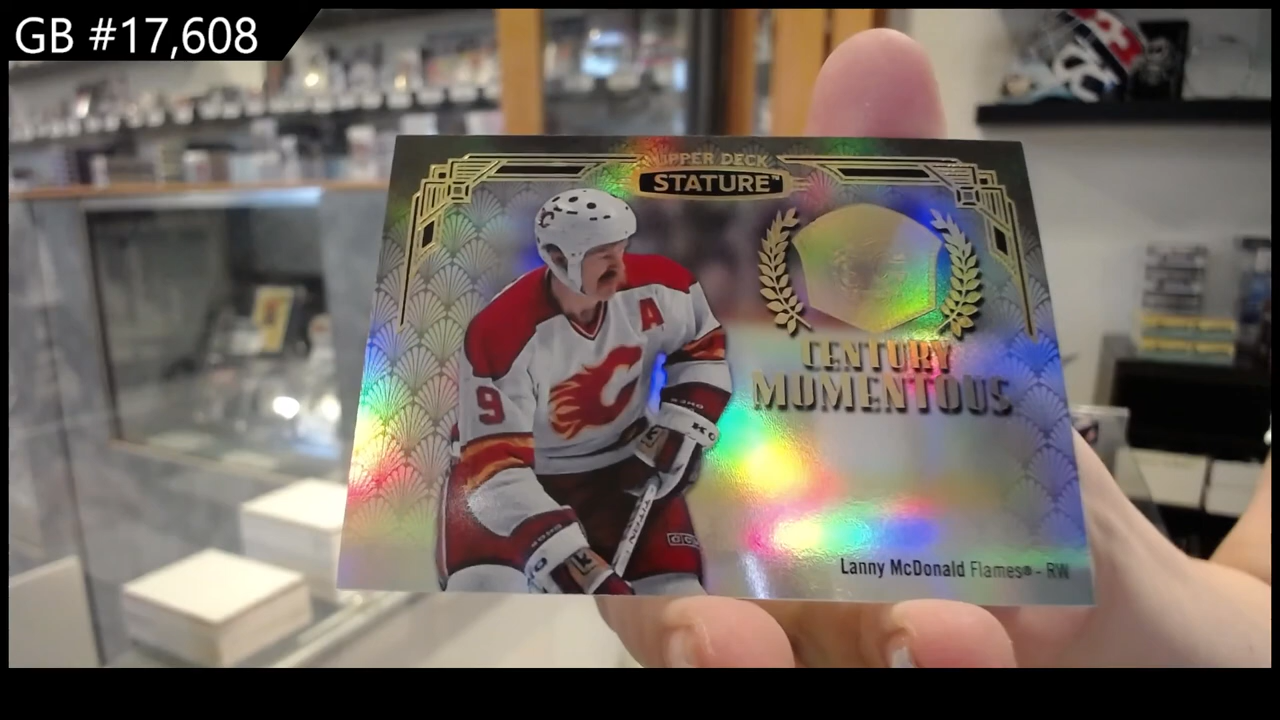 GB #17,608
UPPER DECK
STATURE™
CENTURY
MOMENTOUS
A
9
Lanny McDonald Flames® - RW